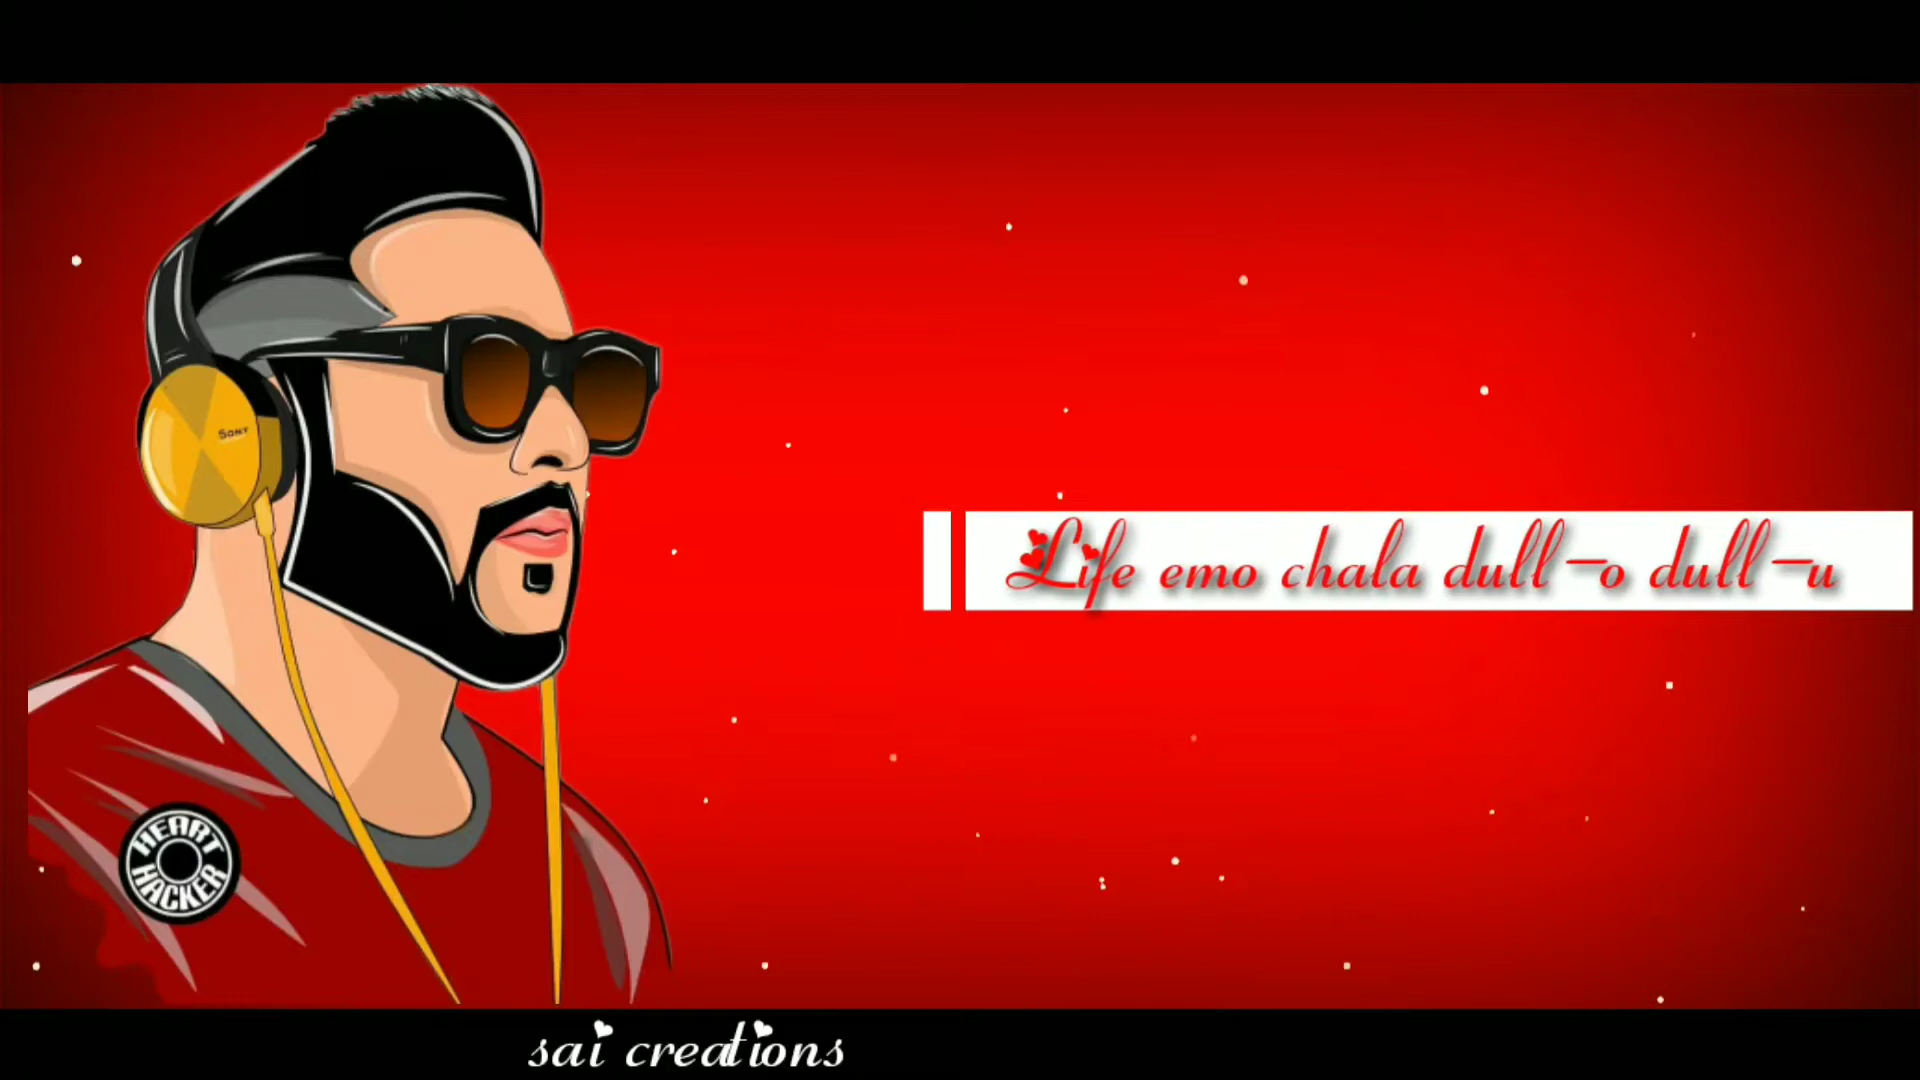 SONY
Life emo chala dull-o dull-u
HEART
HACKER
sai creations